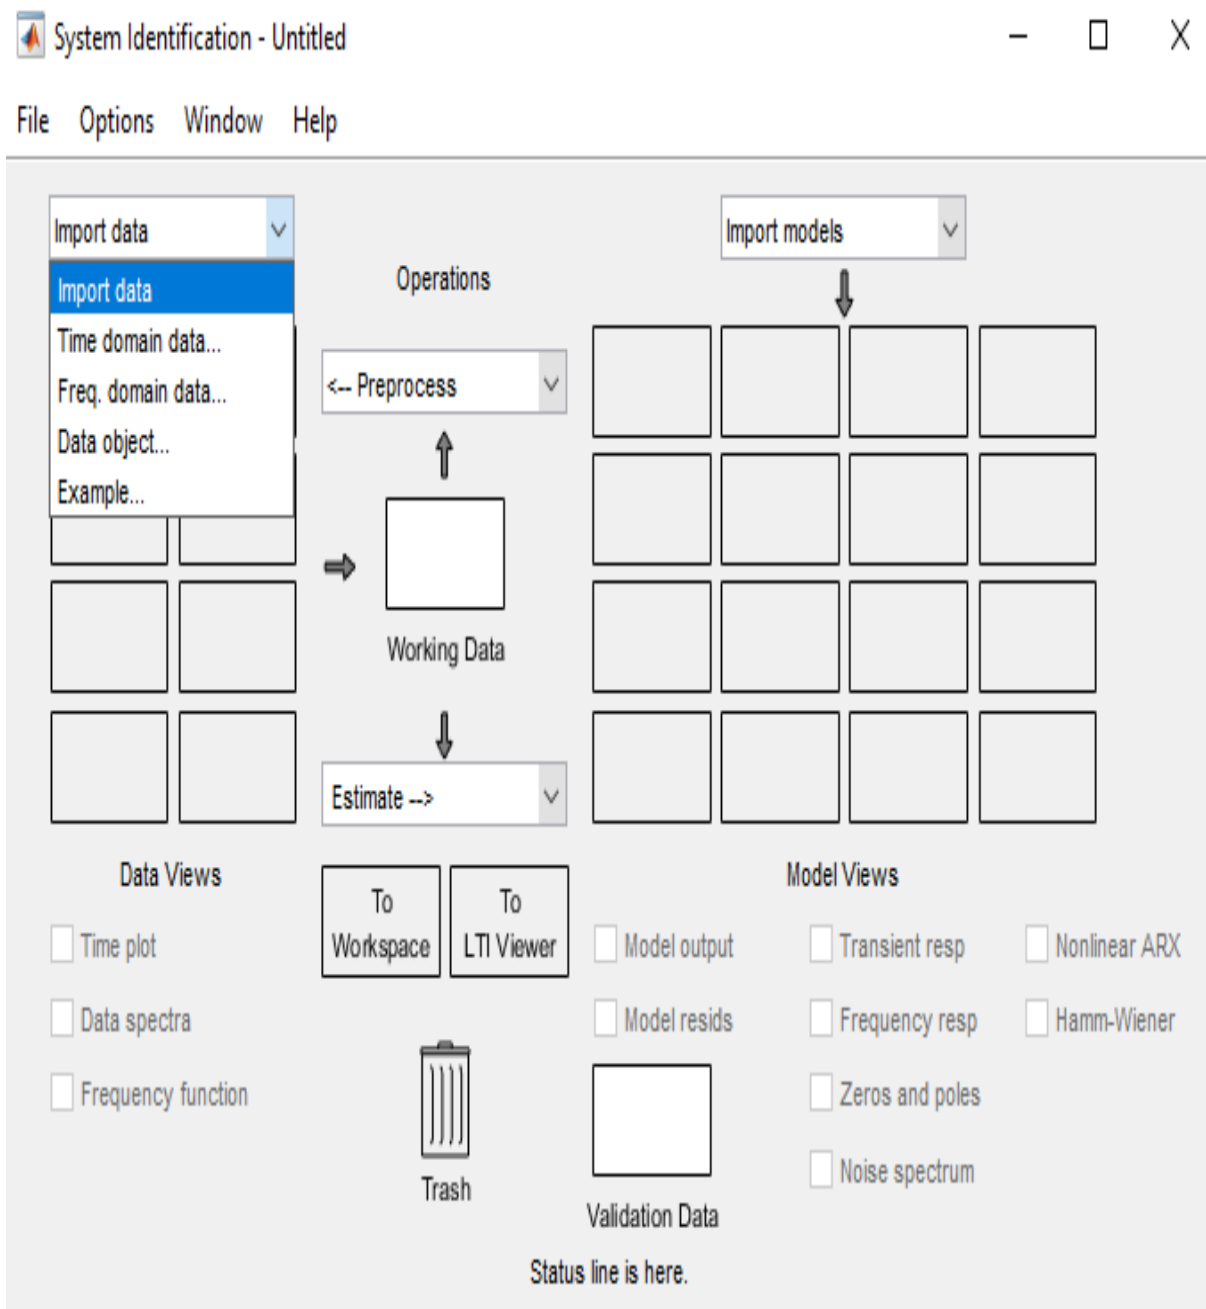 System Identification - Untitled
File Options Window Help
Import data
Import data
Time domain data...
Freq. domain data...
Data object...
Example...
Operations
<-- Preprocess
Working Data
Estimate -->
Import models
Data Views
Time plot
Data spectra
Frequency function
To
Workspace
To
LTI Viewer
Trash
Model Views
Model output
Transient resp
Nonlinear ARX
Model resids
Frequency resp
Hamm-Wiener
Zeros and poles
Noise spectrum
Validation Data
Status line is here.